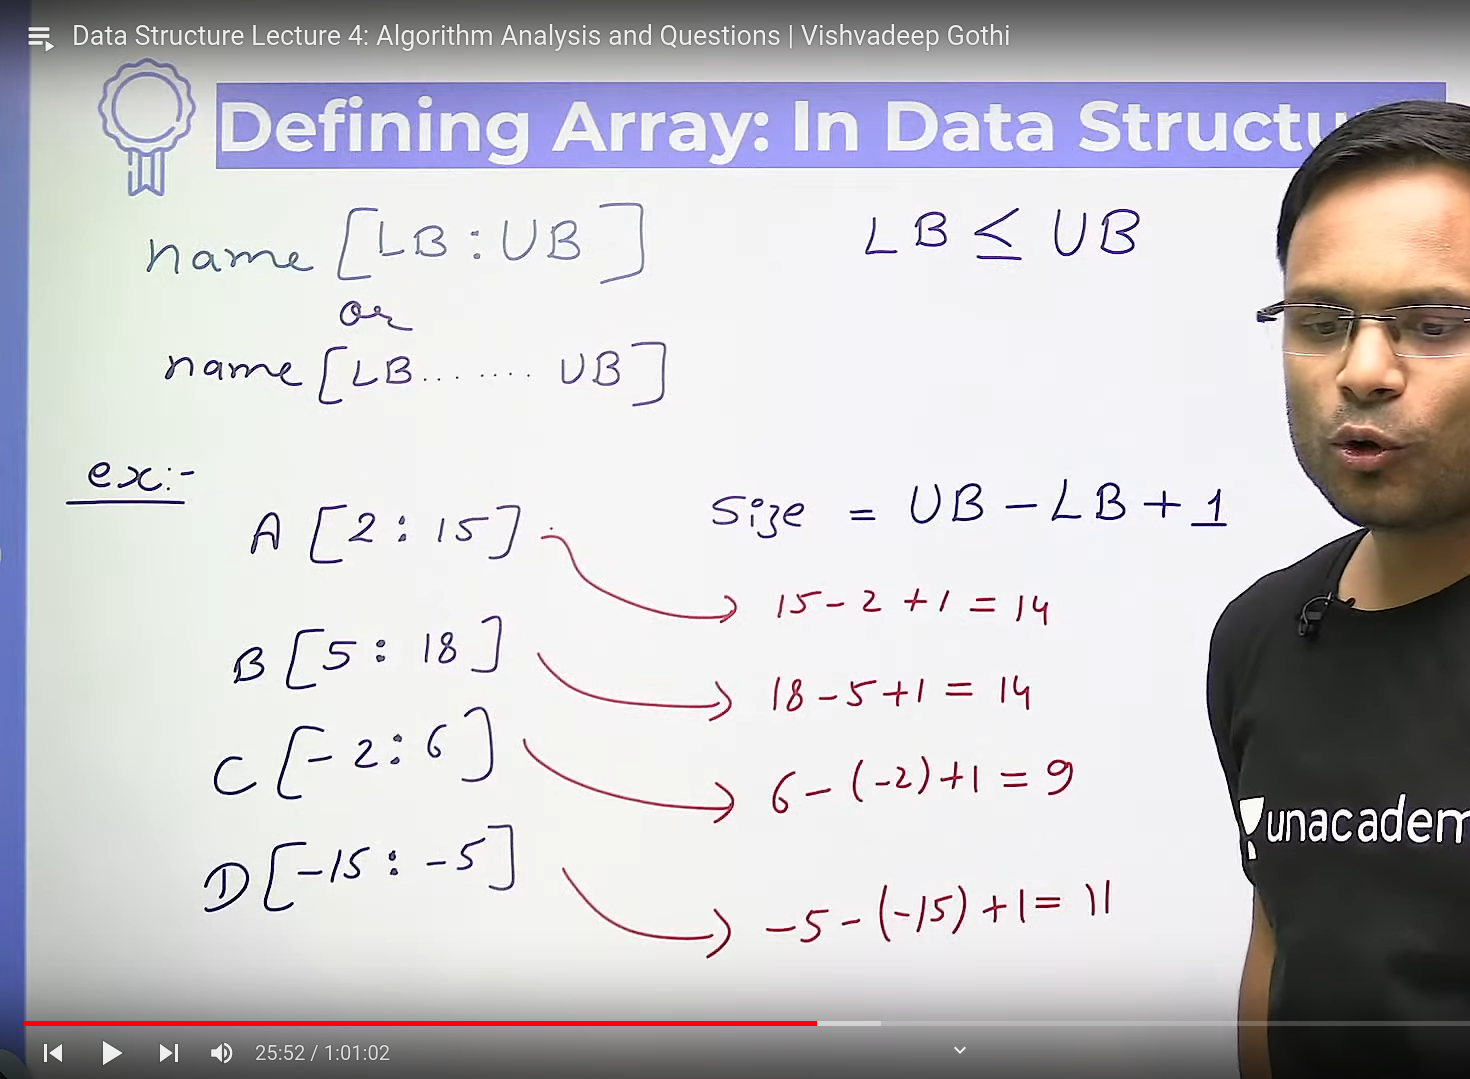 Data Structure Lecture 4: Algorithm Analysis and Questions | Vishvadeep Gothi
Defining Array: In Data Structu
name [LB : UB]
LB ≤ UB
or
name [LB ....... UB]
ex:-
Size = UB - LB + 1
A [2 : 15]
15 - 2 + 1 = 14
B [5 : 18]
18 - 5 + 1 = 14
C [-2 : 6]
6 - (-2) + 1 = 9
D [-15 : -5]
-5 - (-15) + 1 = 11
unacadem
25:52 / 1:01:02